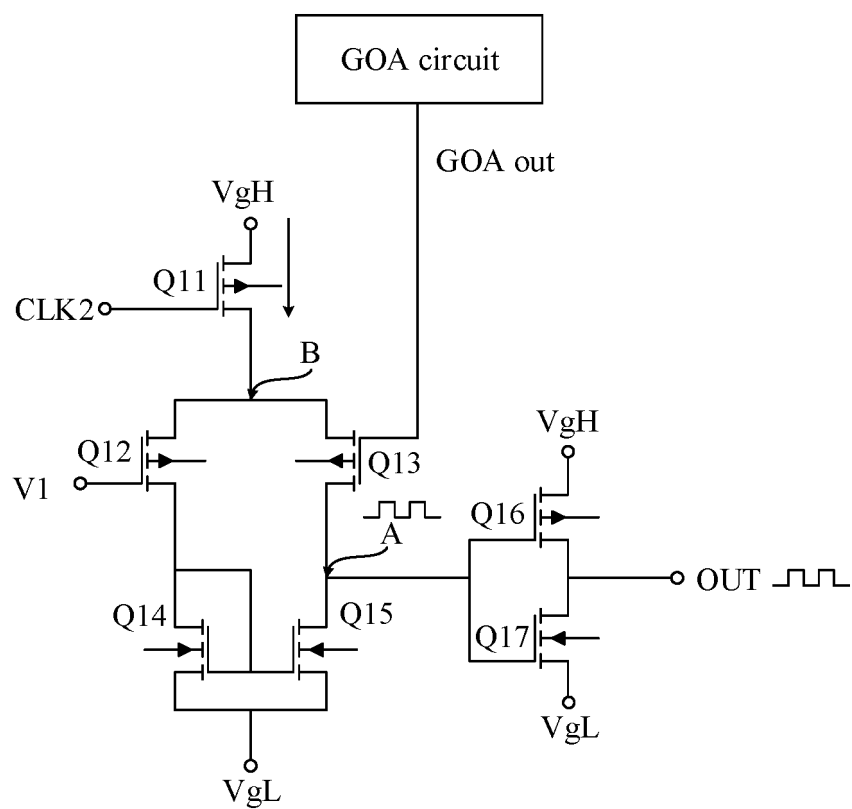 GOA circuit
GOA out
VgH
Q11
CLK2
B
Q12
Q13
V1
VgH
Q16
A
OUT
Q14
Q15
Q17
VgL
VgL